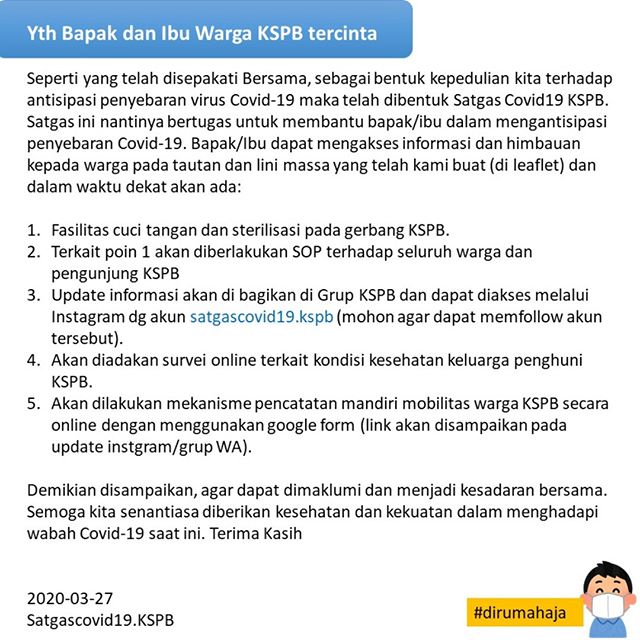 Yth Bapak dan Ibu Warga KSPB tercinta
Seperti yang telah disepakati Bersama, sebagai bentuk kepedulian kita terhadap
antisipasi penyebaran virus Covid-19 maka telah dibentuk Satgas Covid19 KSPB.
Satgas ini nantinya bertugas untuk membantu bapak/ibu dalam mengantisipasi
penyebaran Covid-19. Bapak/Ibu dapat mengakses informasi dan himbauan
kepada warga pada tautan dan lini massa yang telah kami buat (di leaflet) dan
dalam waktu dekat akan ada:
1. Fasilitas cuci tangan dan sterilisasi pada gerbang KSPB.
2. Terkait poin 1 akan diberlakukan SOP terhadap seluruh warga dan
pengunjung KSPB
3. Update informasi akan di bagikan di Grup KSPB dan dapat diakses melalui
Instagram dg akun satgascovid19.kspb (mohon agar dapat memfollow akun
tersebut).
4. Akan diadakan survei online terkait kondisi kesehatan keluarga penghuni
KSPB.
5. Akan dilakukan mekanisme pencatatan mandiri mobilitas warga KSPB secara
online dengan menggunakan google form (link akan disampaikan pada
update instgram/grup WA).
Demikian disampaikan, agar dapat dimaklumi dan menjadi kesadaran bersama.
Semoga kita senantiasa diberikan kesehatan dan kekuatan dalam menghadapi
wabah Covid-19 saat ini. Terima Kasih
2020-03-27
Satgascovid19.KSPB
#dirumahaja